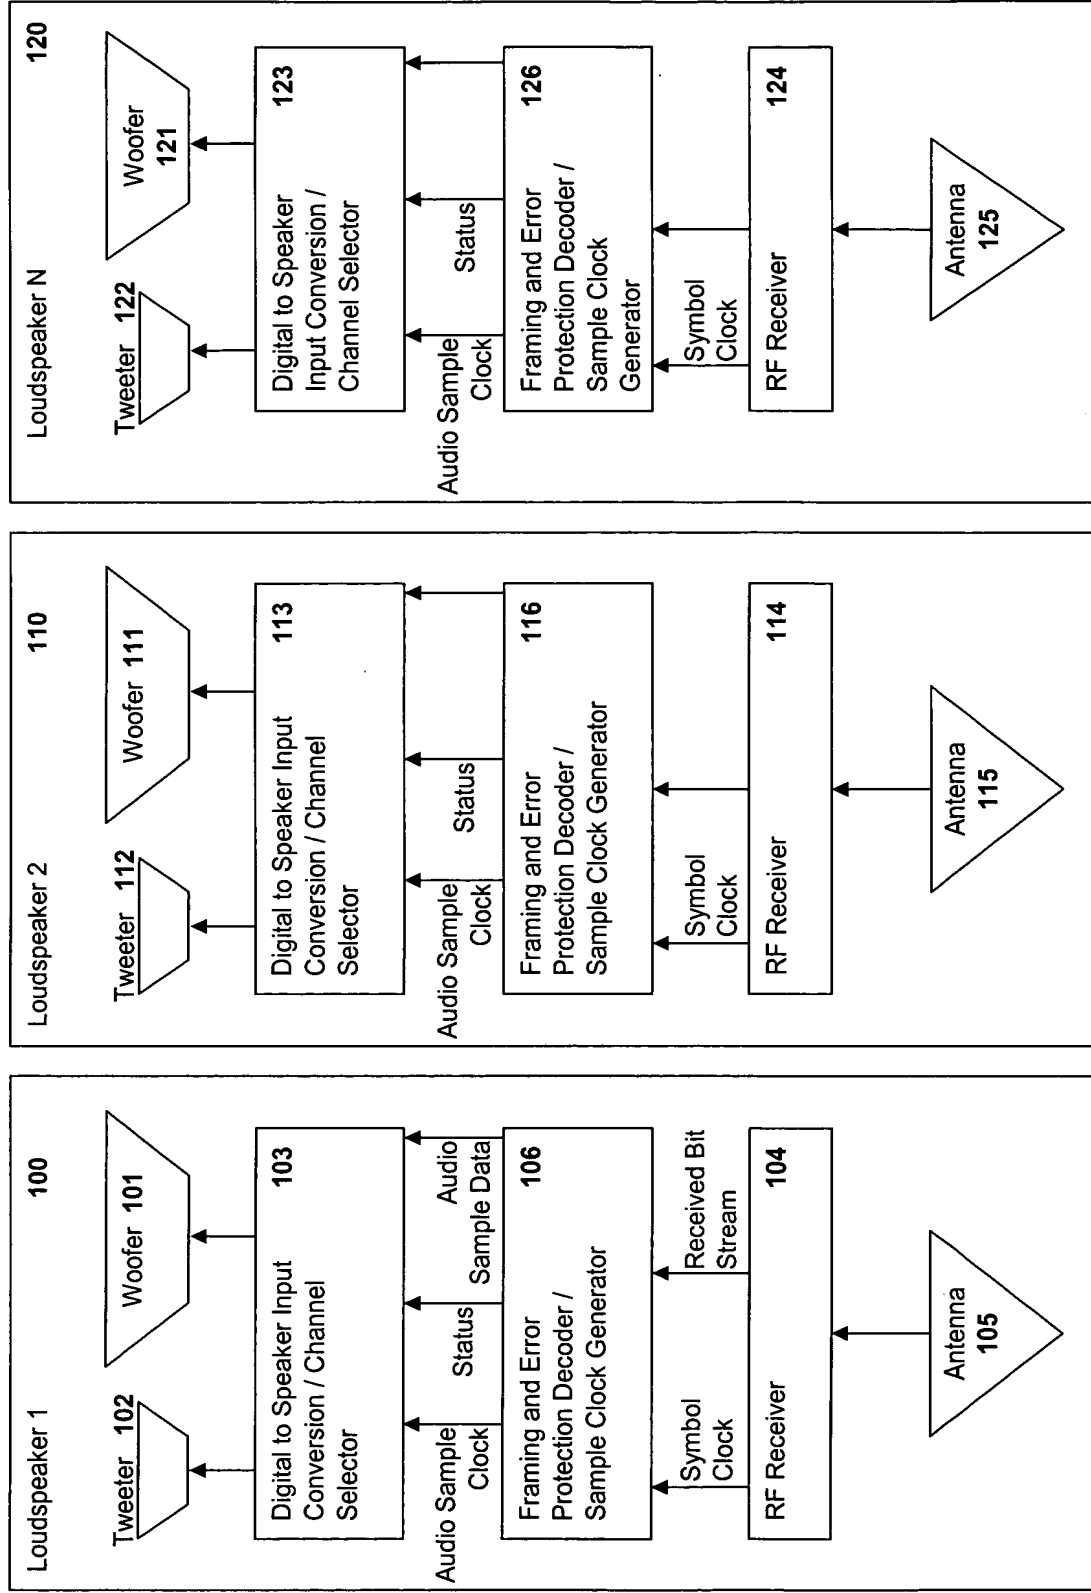 Loudspeaker 1
100
Tweeter 102
Woofer 101
103
Digital to Speaker Input
Conversion / Channel
Selector
Audio Sample
Clock
Status
Audio
Sample Data
106
Framing and Error
Protection Decoder /
Sample Clock Generator
Symbol
Clock
Received Bit
Stream
104
RF Receiver
Antenna
105
Loudspeaker 2
110
Tweeter 112
Woofer 111
113
Digital to Speaker Input
Conversion / Channel
Selector
Audio Sample
Clock
Status
116
Framing and Error
Protection Decoder /
Sample Clock Generator
Symbol
Clock
114
RF Receiver
Antenna
115
Loudspeaker N
120
Tweeter 122
Woofer
121
123
Digital to Speaker
Input Conversion /
Channel Selector
Audio Sample
Clock
Status
126
Framing and Error
Protection Decoder /
Sample Clock
Generator
Symbol
Clock
124
RF Receiver
Antenna
125